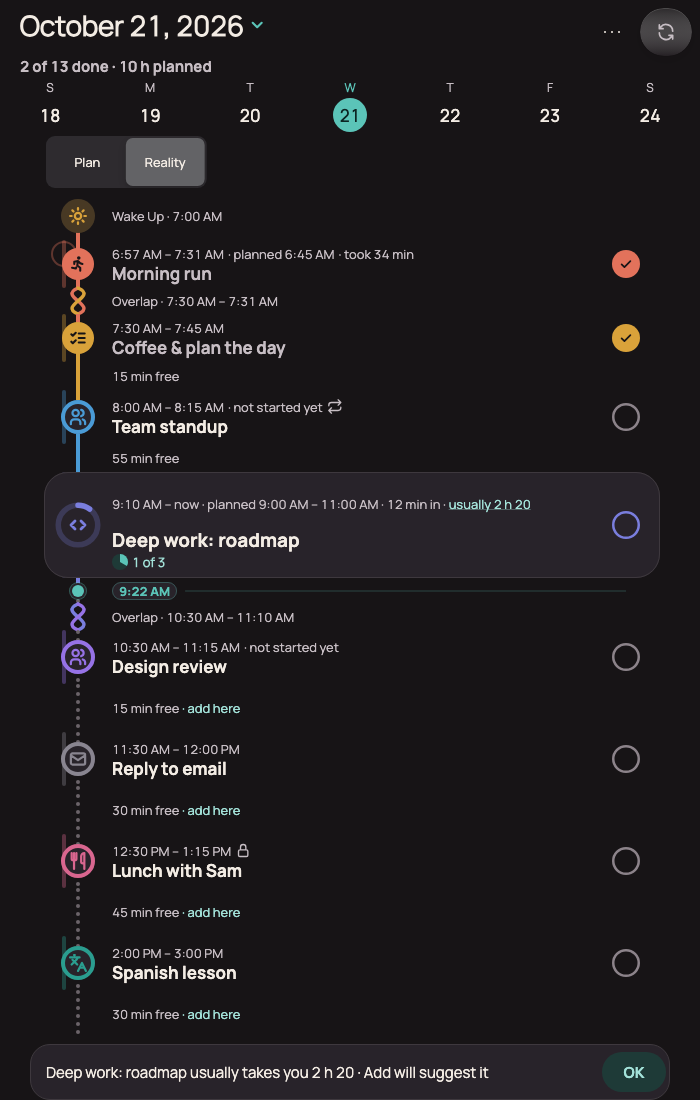 October 21, 2026
2 of 13 done · 10 h planned
S M T W T F S
18 19 20 21 22 23 24
Plan Reality
Wake Up · 7:00 AM
6:57 AM – 7:31 AM · planned 6:45 AM · took 34 min
Morning run
Overlap · 7:30 AM – 7:31 AM
7:30 AM – 7:45 AM
Coffee & plan the day
15 min free
8:00 AM – 8:15 AM · not started yet
Team standup
55 min free
9:10 AM – now · planned 9:00 AM – 11:00 AM · 12 min in · usually 2 h 20
Deep work: roadmap
1 of 3
9:22 AM
Overlap · 10:30 AM – 11:10 AM
10:30 AM – 11:15 AM · not started yet
Design review
15 min free · add here
11:30 AM – 12:00 PM
Reply to email
30 min free · add here
12:30 PM – 1:15 PM
Lunch with Sam
45 min free · add here
2:00 PM – 3:00 PM
Spanish lesson
30 min free · add here
Deep work: roadmap usually takes you 2 h 20 · Add will suggest it OK